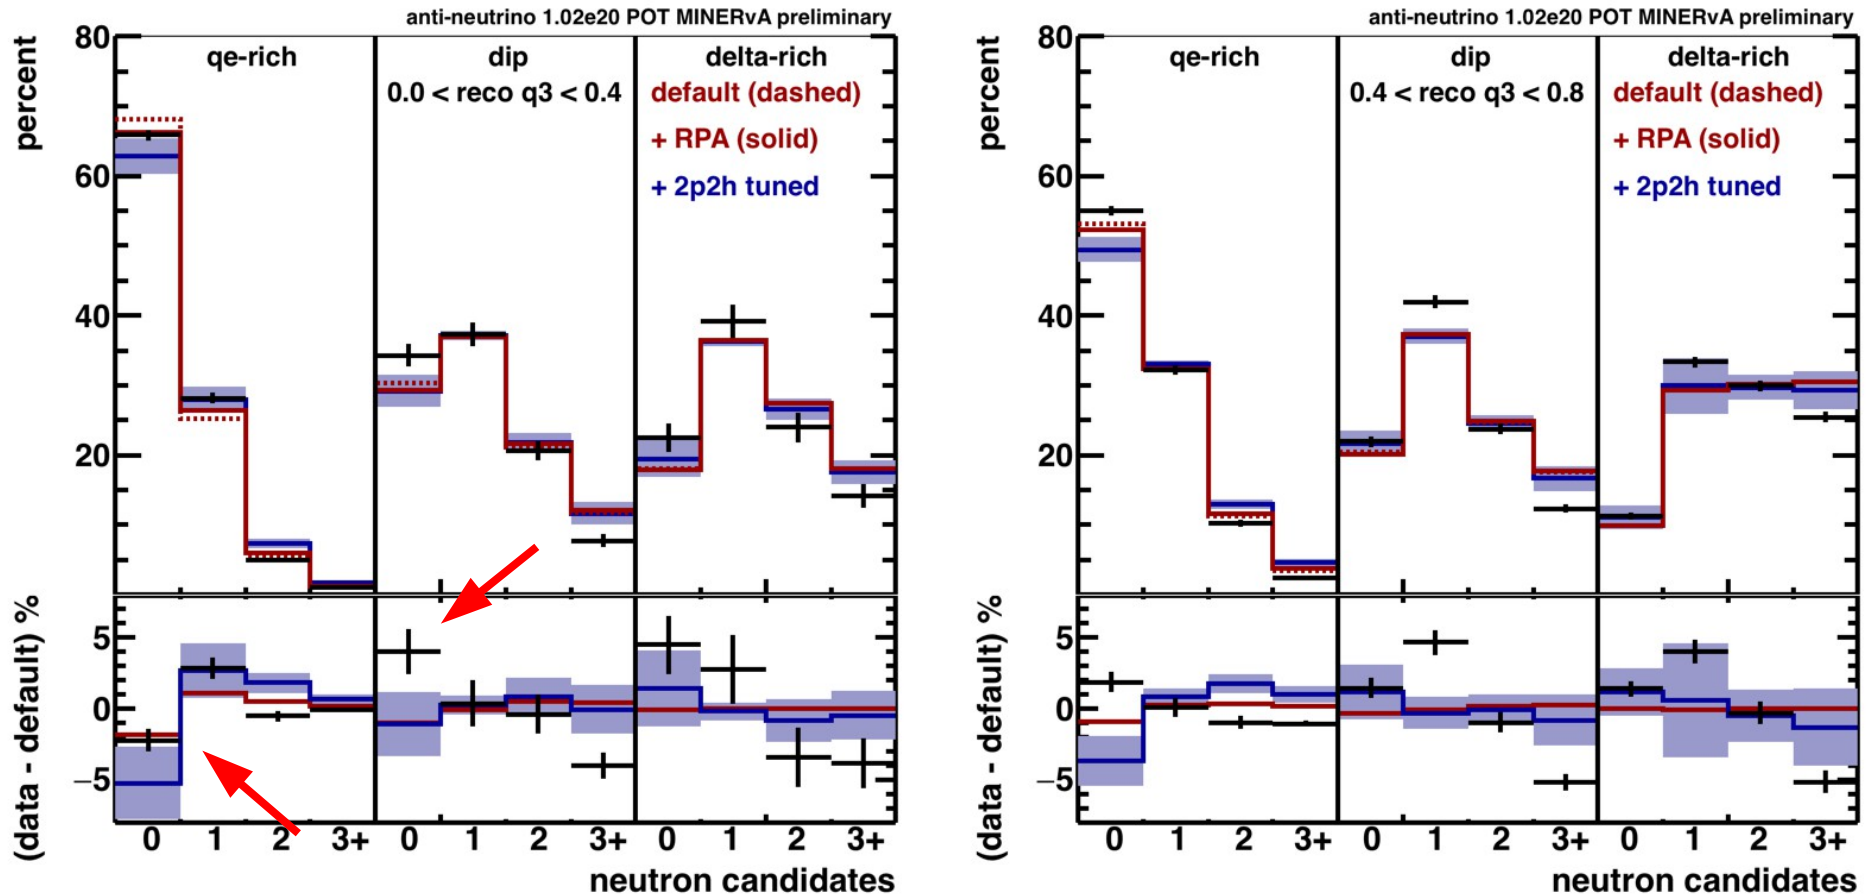 anti-neutrino 1.02e20 POT MINERvA preliminary
percent
80
60
40
20
qe-rich
dip
delta-rich
0.0 < reco q3 < 0.4
default (dashed)
+ RPA (solid)
+ 2p2h tuned
(data - default) %
5
0
−5
0 1 2 3+ 0 1 2 3+ 0 1 2 3+
neutron candidates
anti-neutrino 1.02e20 POT MINERvA preliminary
percent
80
60
40
20
qe-rich
dip
delta-rich
0.4 < reco q3 < 0.8
default (dashed)
+ RPA (solid)
+ 2p2h tuned
(data - default) %
5
0
−5
0 1 2 3+ 0 1 2 3+ 0 1 2 3+
neutron candidates